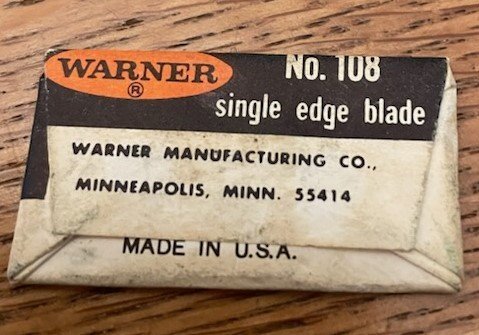 WARNER
®
No. 108
single edge blade
WARNER MANUFACTURING CO.,
MINNEAPOLIS, MINN. 55414
MADE IN U.S.A.